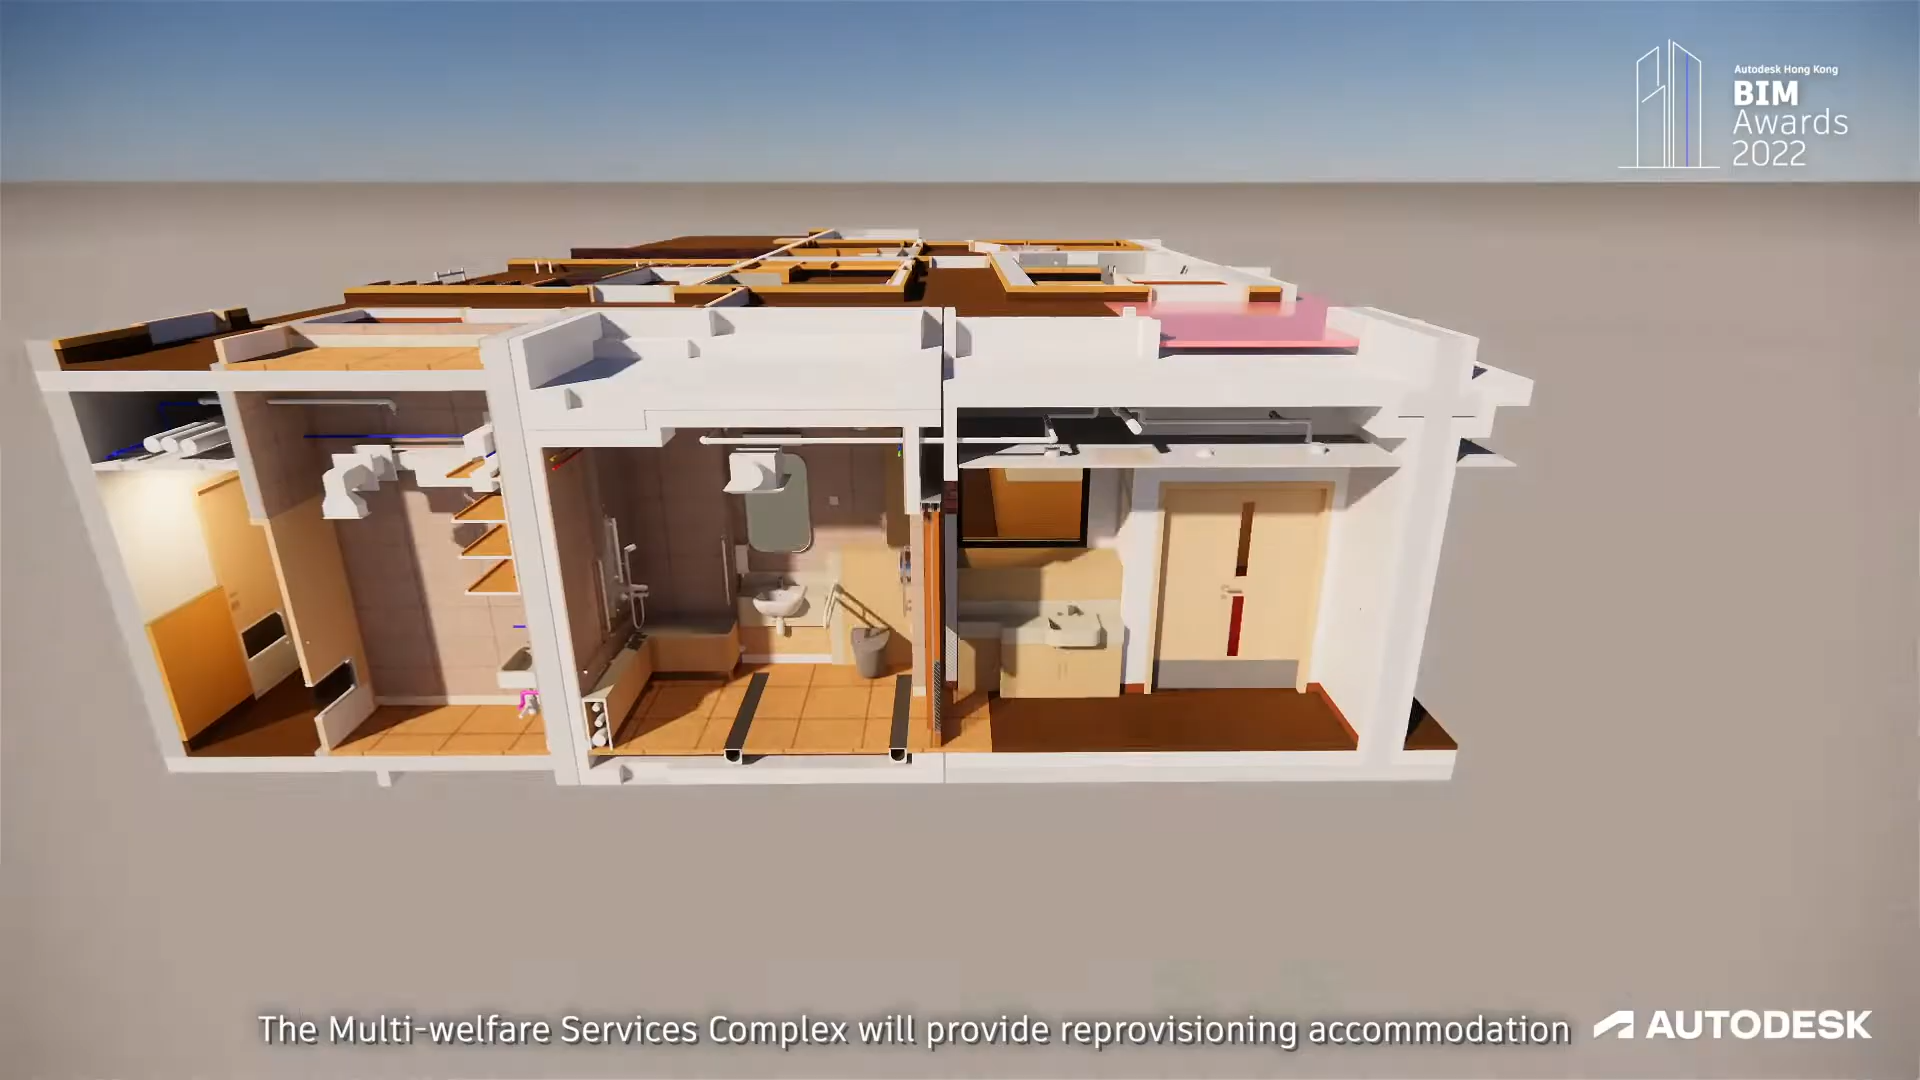 Autodesk Hong Kong
BIM
Awards
2022
The Multi-welfare Services Complex will provide reprovisioning accommodation
AUTODESK